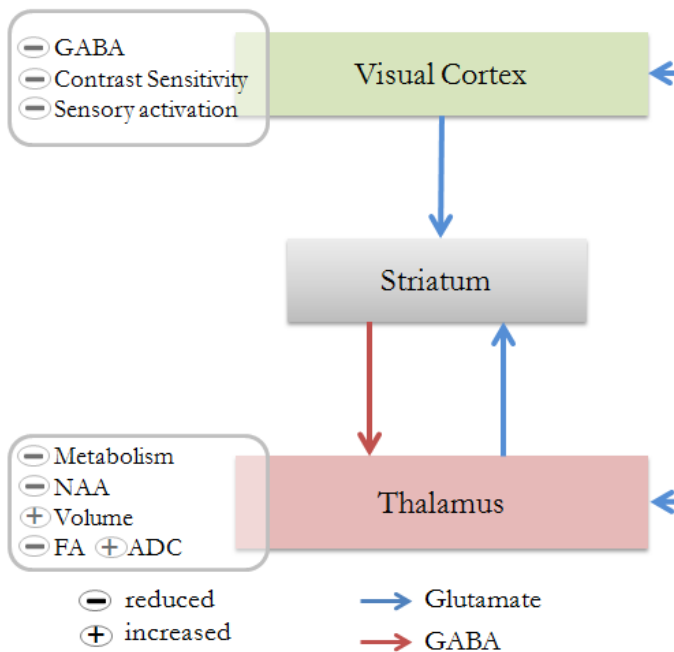 GABA
Contrast Sensitivity
Sensory activation
Visual Cortex
Striatum
Metabolism
NAA
Volume
FA + ADC
Thalamus
reduced
increased
Glutamate
GABA